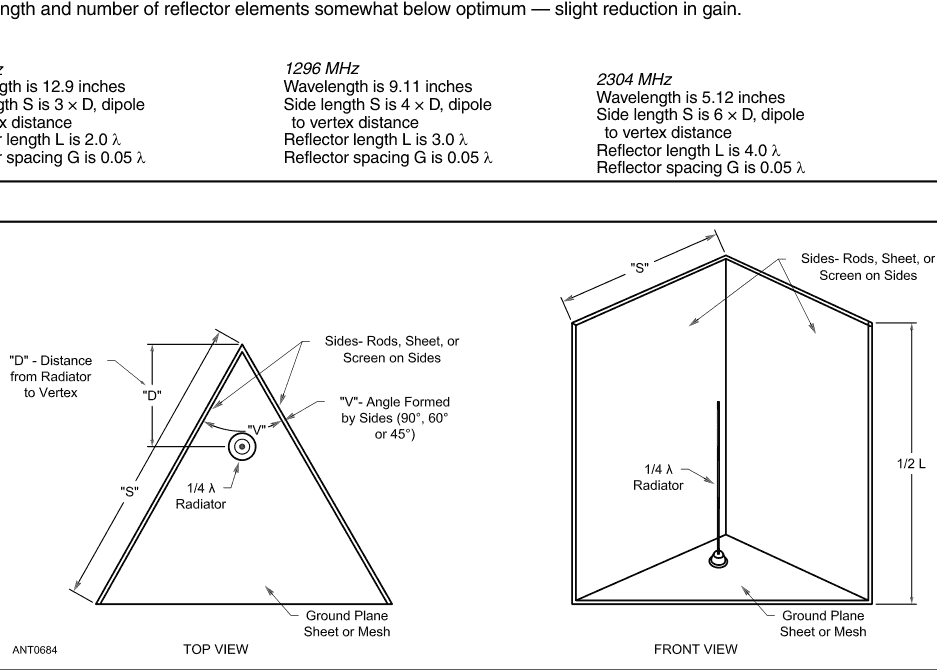 ngth and number of reflector elements somewhat below optimum — slight reduction in gain.
z
gth is 12.9 inches
gth S is 3 × D, dipole
x distance
r length L is 2.0 λ
r spacing G is 0.05 λ
1296 MHz
Wavelength is 9.11 inches
Side length S is 4 × D, dipole
to vertex distance
Reflector length L is 3.0 λ
Reflector spacing G is 0.05 λ
2304 MHz
Wavelength is 5.12 inches
Side length S is 6 × D, dipole
to vertex distance
Reflector length L is 4.0 λ
Reflector spacing G is 0.05 λ
"D" - Distance
from Radiator
to Vertex
"D"
"S"
Sides- Rods, Sheet, or
Screen on Sides
"V"- Angle Formed
by Sides (90°, 60°
or 45°)
"V"
1/4 λ
Radiator
Ground Plane
Sheet or Mesh
ANT0684
TOP VIEW
"S"
Sides- Rods, Sheet, or
Screen on Sides
1/4 λ
Radiator
1/2 L
Ground Plane
Sheet or Mesh
FRONT VIEW